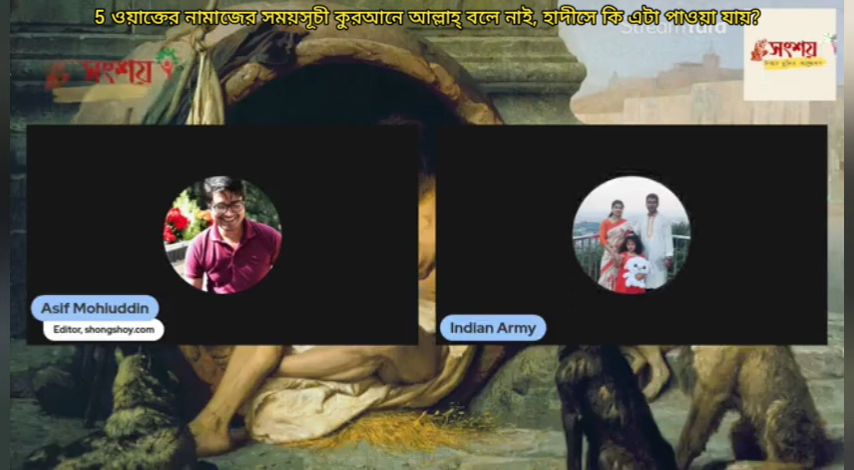 5 ওয়াক্তের নামাজের সময়সূচী কুরআনে আল্লাহ্ বলে নাই, হাদীসে কি এটা পাওয়া যায়?
StreamYard
সংশয়
সংশয়
Asif Mohiuddin
Editor, shongshoy.com
Indian Army